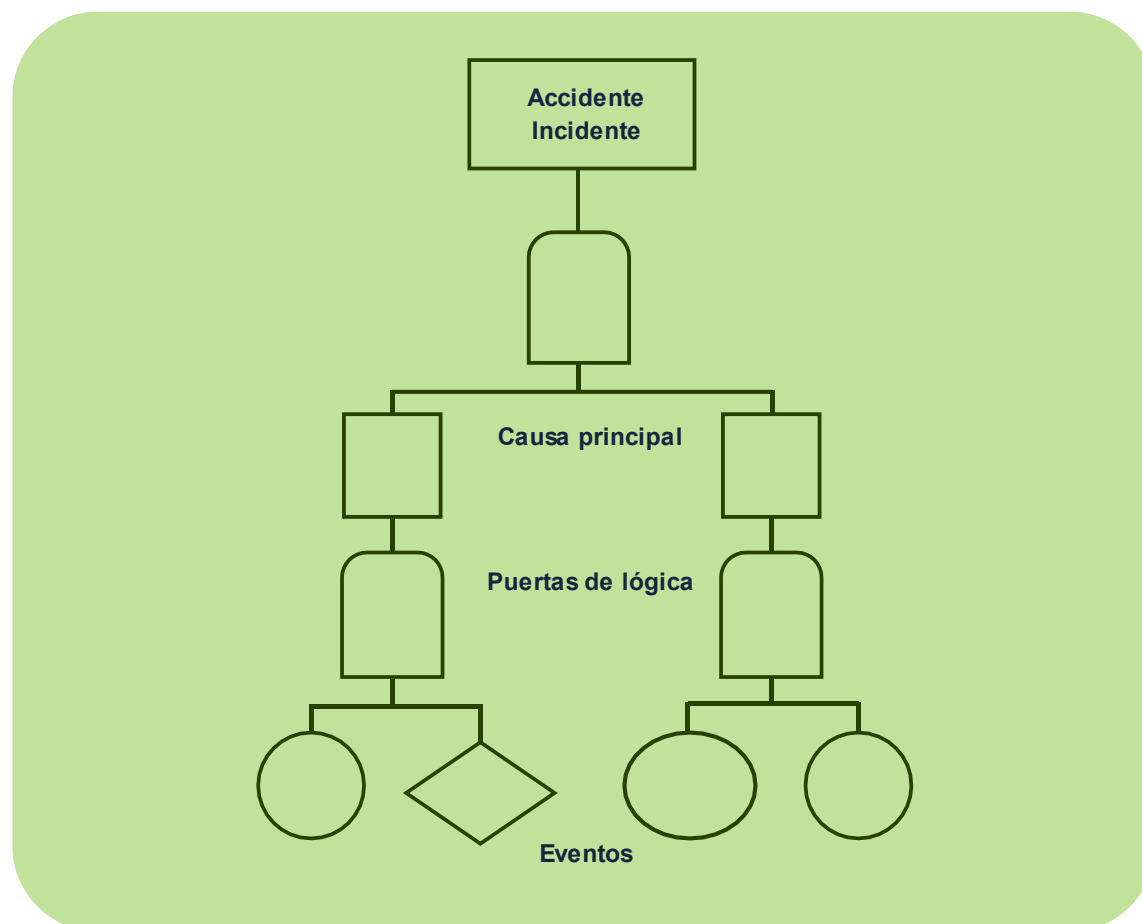 Accidente
Incidente
Causa principal
Puertas de lógica
Eventos